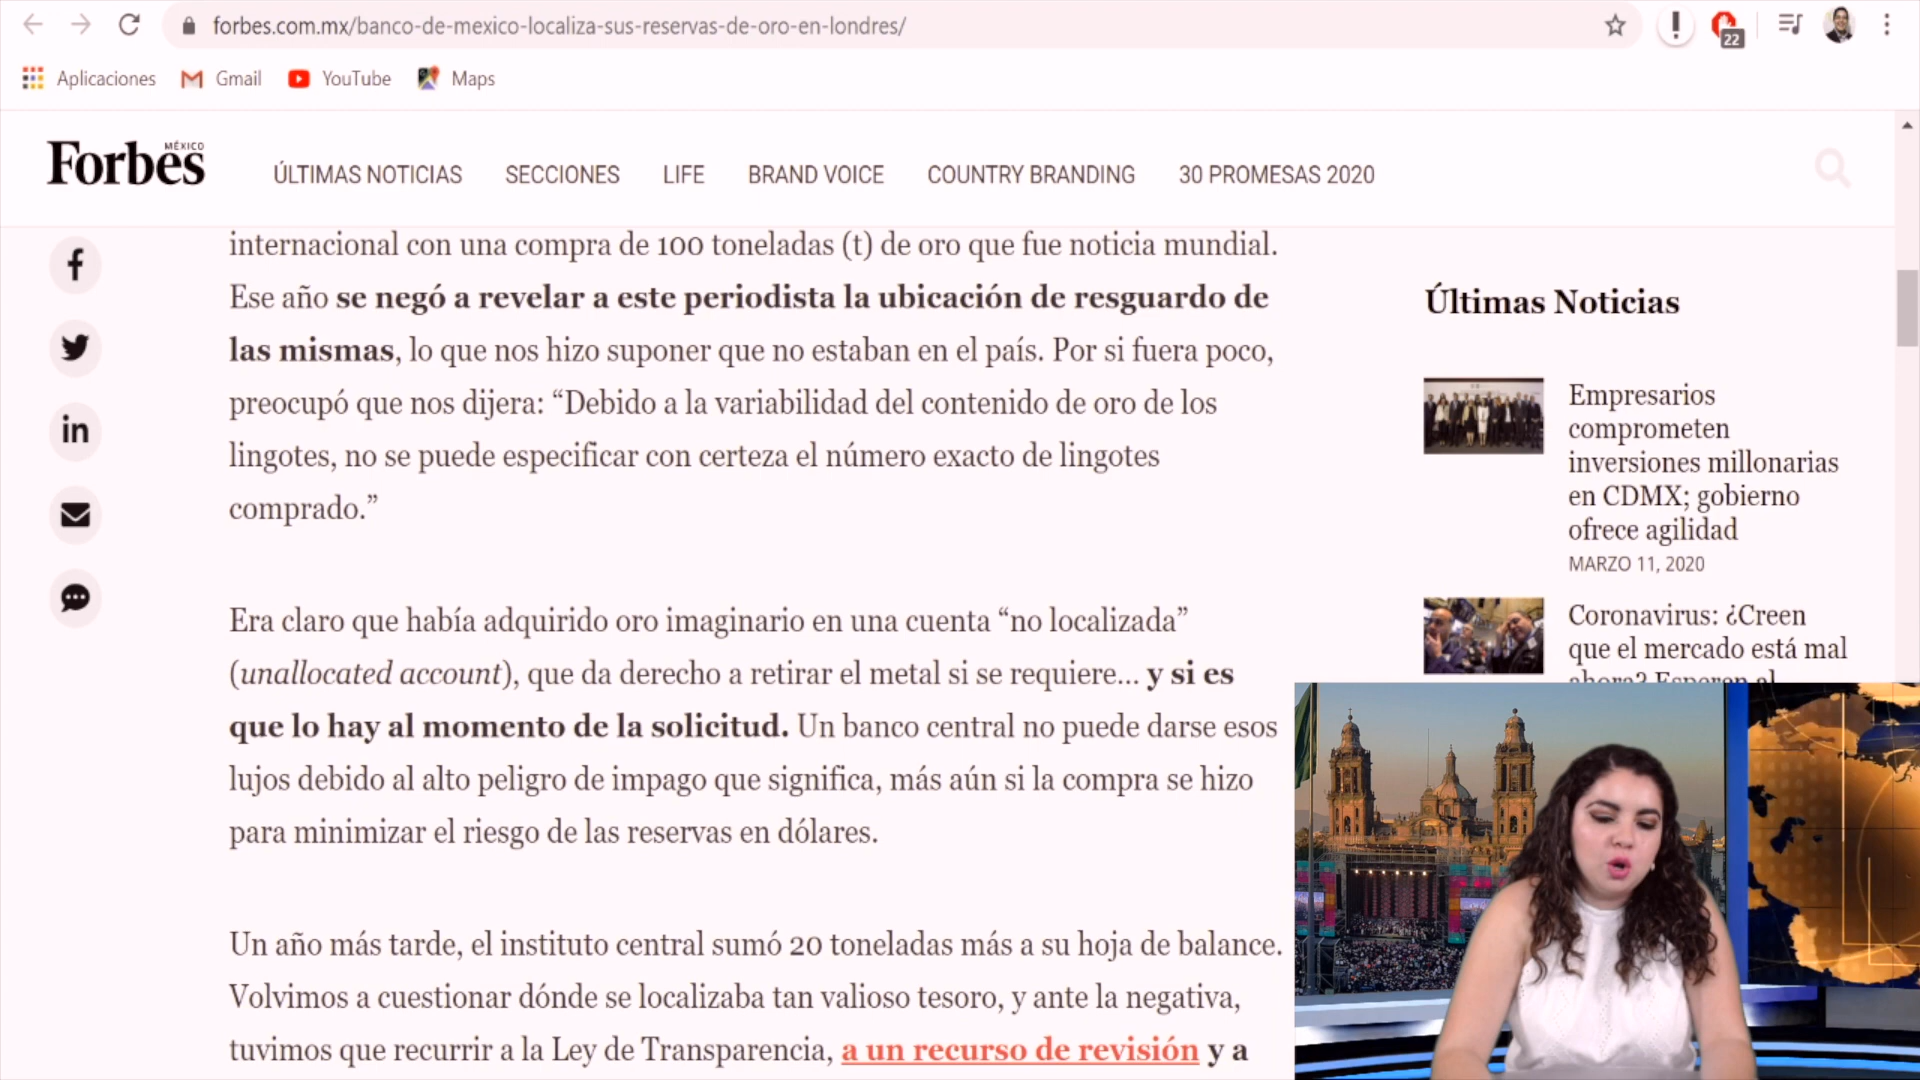 forbes.com.mx/banco-de-mexico-localiza-sus-reservas-de-oro-en-londres/
22
Aplicaciones Gmail YouTube Maps
Forbes MÉXICO
ÚLTIMAS NOTICIAS SECCIONES LIFE BRAND VOICE COUNTRY BRANDING 30 PROMESAS 2020
internacional con una compra de 100 toneladas (t) de oro que fue noticia mundial.
Ese año se negó a revelar a este periodista la ubicación de resguardo de
las mismas, lo que nos hizo suponer que no estaban en el país. Por si fuera poco,
preocupó que nos dijera: “Debido a la variabilidad del contenido de oro de los
lingotes, no se puede especificar con certeza el número exacto de lingotes
comprado.”
Era claro que había adquirido oro imaginario en una cuenta “no localizada”
(unallocated account), que da derecho a retirar el metal si se requiere... y si es
que lo hay al momento de la solicitud. Un banco central no puede darse esos
lujos debido al alto peligro de impago que significa, más aún si la compra se hizo
para minimizar el riesgo de las reservas en dólares.
Un año más tarde, el instituto central sumó 20 toneladas más a su hoja de balance.
Volvimos a cuestionar dónde se localizaba tan valioso tesoro, y ante la negativa,
tuvimos que recurrir a la Ley de Transparencia, a un recurso de revisión y a
Últimas Noticias
Empresarios
comprometen
inversiones millonarias
en CDMX; gobierno
ofrece agilidad
MARZO 11, 2020
Coronavirus: ¿Creen
que el mercado está mal
ahora? Esperen al